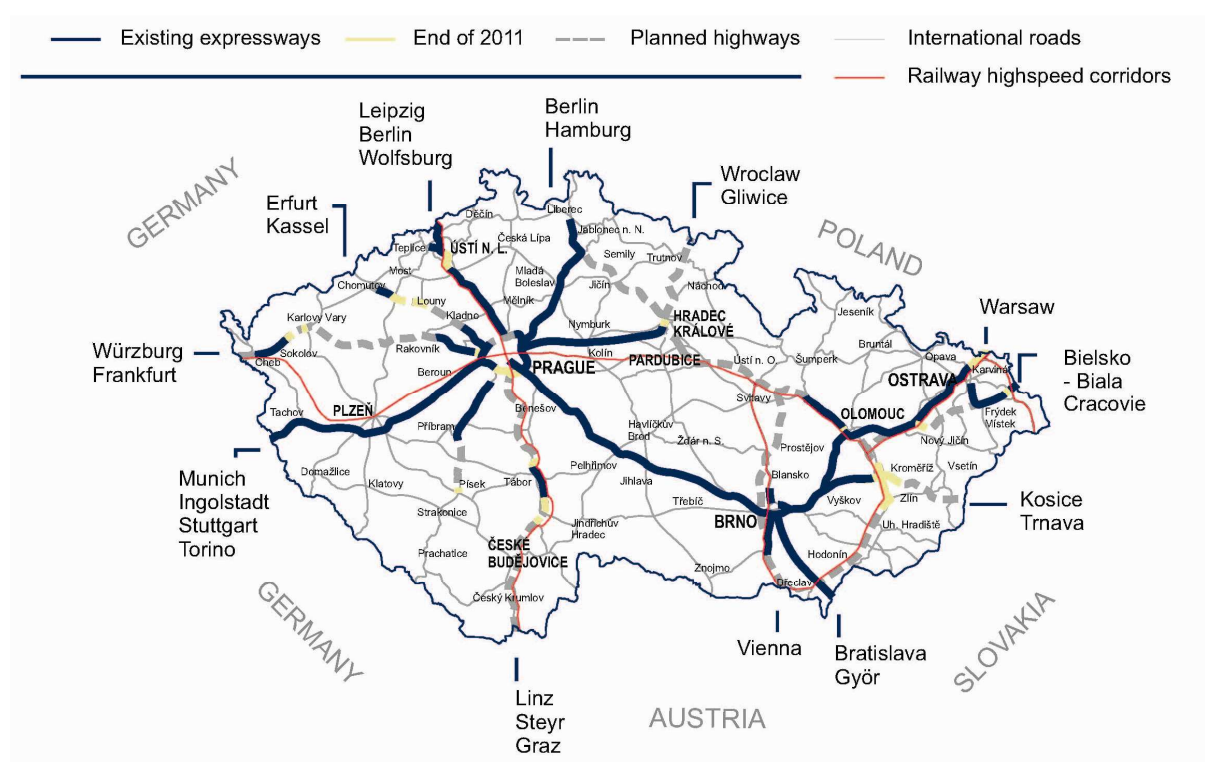 Existing expressways
End of 2011
Planned highways
International roads
Railway highspeed corridors
Leipzig
Berlin
Wolfsburg
Berlin
Hamburg
Wroclaw
Gliwice
Erfurt
Kassel
GERMANY
POLAND
Warsaw
Bielsko
- Biala
Cracovie
Würzburg
Frankfurt
Munich
Ingolstadt
Stuttgart
Torino
Kosice
Trnava
GERMANY
Linz
Steyr
Graz
AUSTRIA
Vienna
Bratislava
Györ
SLOVAKIA
Děčín
Liberec
Jablonec n. N.
Teplice
ÚSTÍ N. L.
Česká Lípa
Semily
Trutnov
Most
Chomutov
Mladá
Boleslav
Jičín
Náchod
Louny
Mělník
Karlovy Vary
Kladno
Nymburk
HRADEC
KRÁLOVÉ
Jeseník
Cheb
Sokolov
Rakovník
Beroun
PRAGUE
Kolín
PARDUBICE
Ústí n. O.
Šumperk
Bruntál
Opava
Karviná
OSTRAVA
Tachov
PLZEŇ
Benešov
Svitavy
OLOMOUC
Frýdek
Místek
Příbram
Havlíčkův
Brod
Žďár n. S.
Prostějov
Nový Jičín
Domažlice
Klatovy
Písek
Tábor
Pelhřimov
Jihlava
Blansko
Kroměříž
Vsetín
Strakonice
Třebíč
Vyškov
Zlín
Jindřichův
Hradec
BRNO
Uh. Hradiště
Prachatice
ČESKÉ
BUDĚJOVICE
Znojmo
Hodonín
Břeclav
Český Krumlov